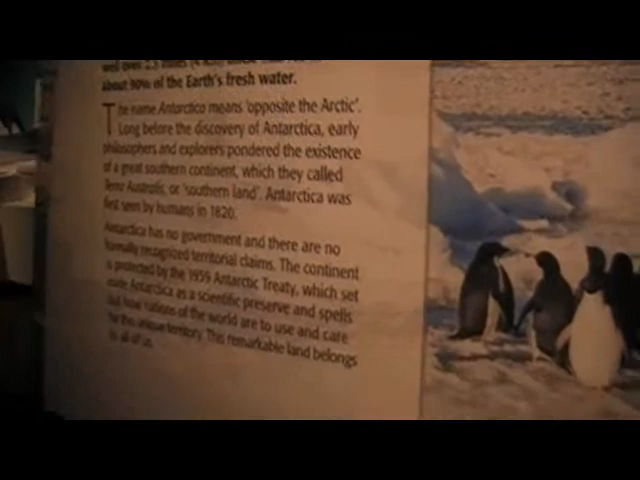 well over 2.5 miles
about 90% of the Earth's fresh water.
The name Antarctica means 'opposite the Arctic'.
Long before the discovery of Antarctica, early
philosophers and explorers pondered the existence
of a great southern continent, which they called
Terra Australis, or 'southern land'. Antarctica was
first seen by humans in 1820.
Antarctica has no government and there are no
formally recognized territorial claims. The continent
is protected by the 1959 Antarctic Treaty, which set
aside Antarctica as a scientific preserve and spells
out how nations of the world are to use and care
for this unique territory. This remarkable land belongs
to all of us.